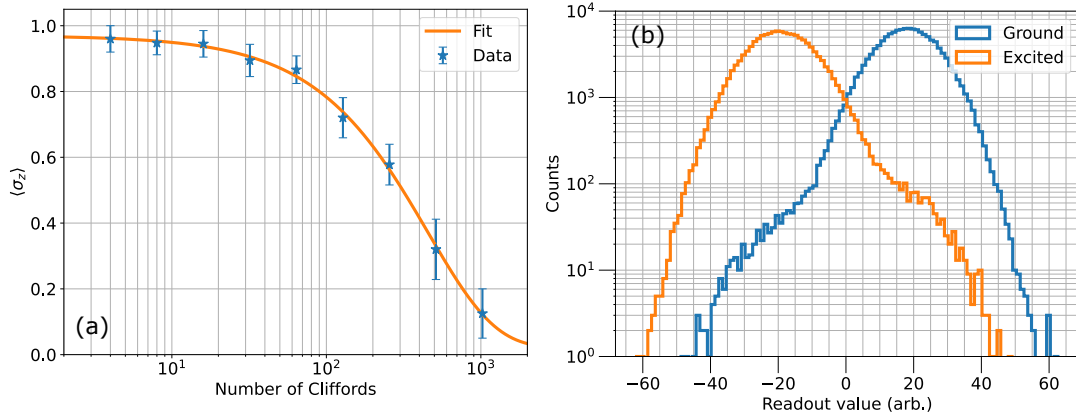 1.0
0.8
0.6
0.4
0.2
0.0
⟨σz⟩
Fit
Data
(a)
10¹
10²
10³
Number of Cliffords
(b)
Ground
Excited
10⁴
10³
10²
10¹
10⁰
Counts
−60
−40
−20
0
20
40
60
Readout value (arb.)